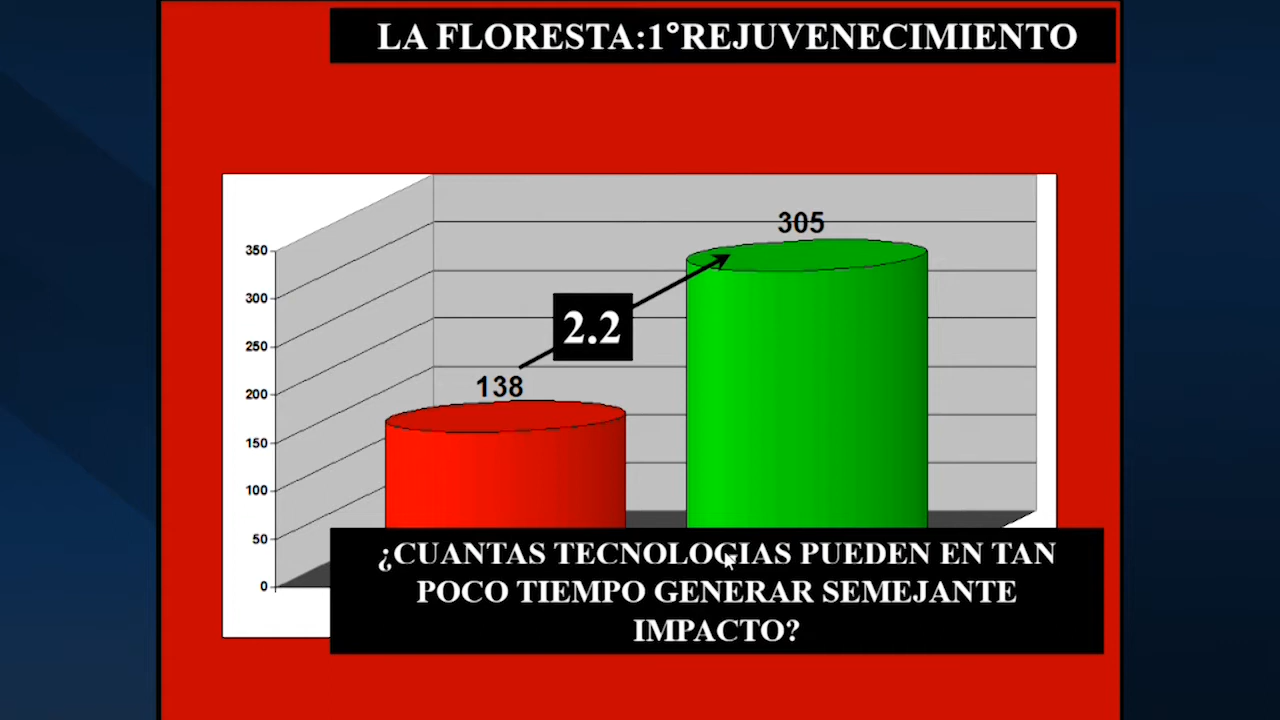 LA FLORESTA:1°REJUVENECIMIENTO
305
350
300
2.2
250
138
200
150
100
50
0
¿CUANTAS TECNOLOGIAS PUEDEN EN TAN
POCO TIEMPO GENERAR SEMEJANTE
IMPACTO?